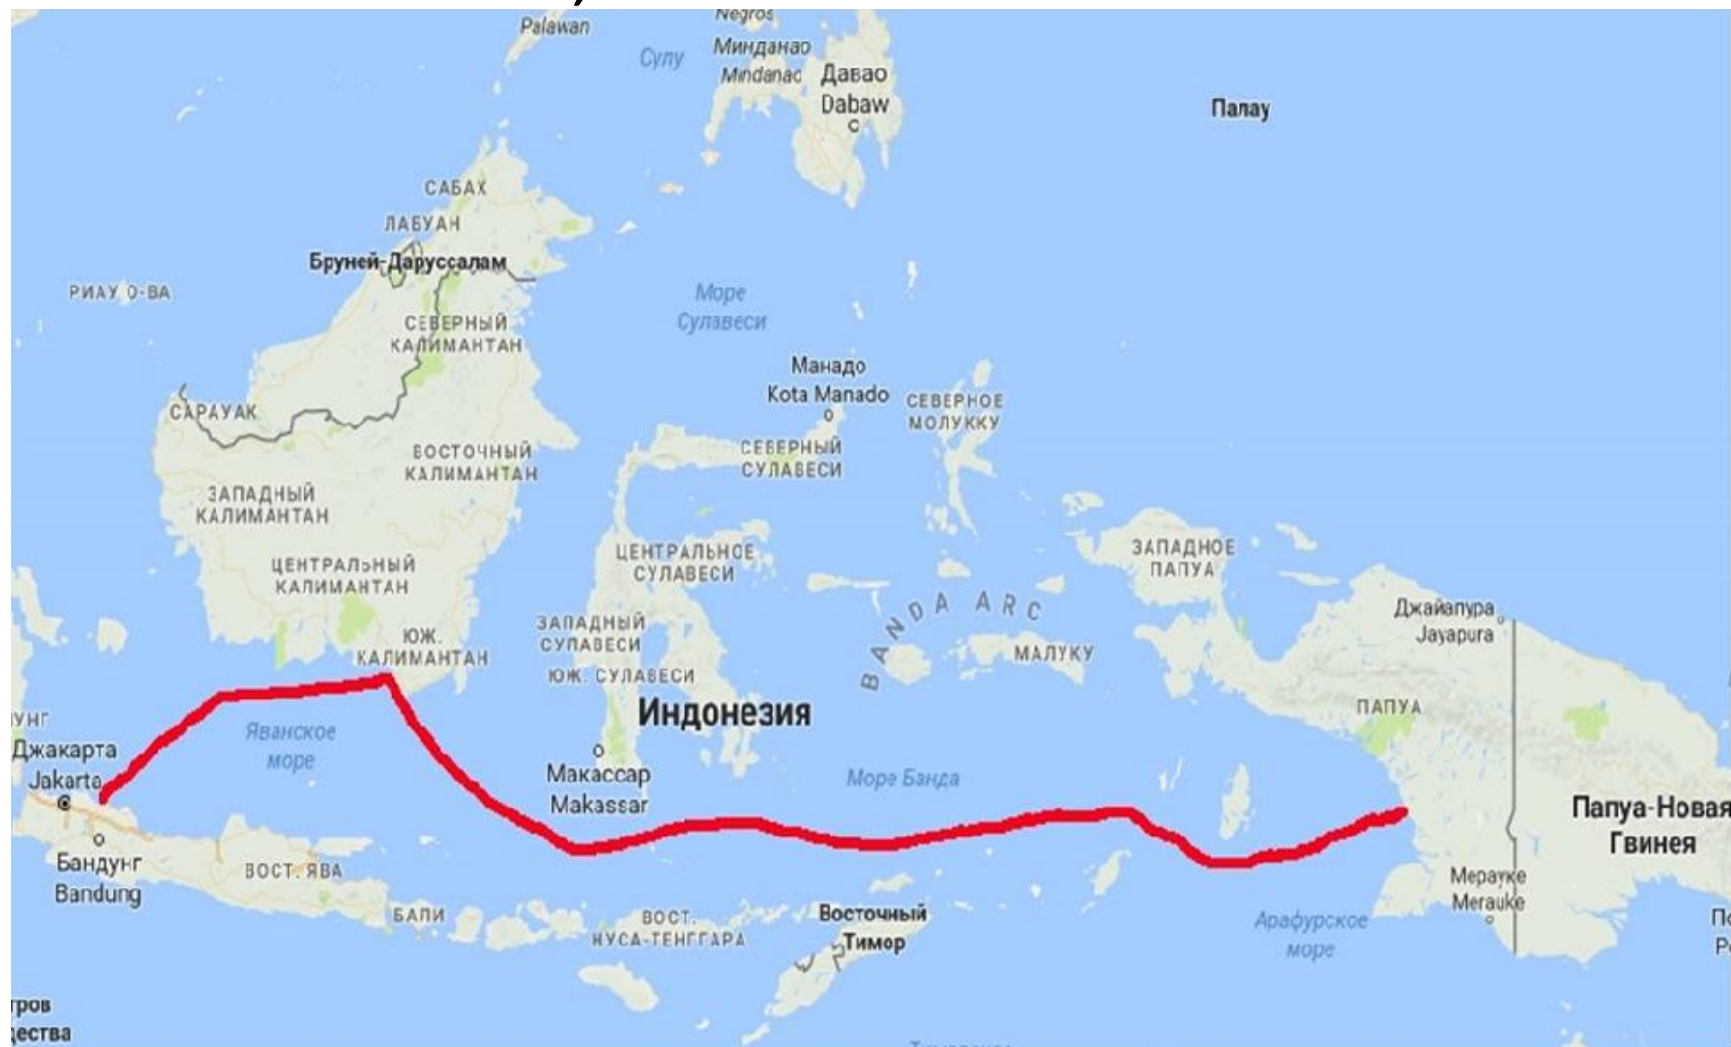 Palawan
Negros
Сулу
Минданао
Mindanao
Давао
Dabaw
Палау
САБАХ
ЛАБУАН
Бруней-Даруссалам
РИАУ О-ВА
Море
Сулавеси
СЕВЕРНЫЙ
КАЛИМАНТАН
Манадо
Kota Manado
СЕВЕРНОЕ
МОЛУККУ
САРАУАК
ВОСТОЧНЫЙ
КАЛИМАНТАН
СЕВЕРНЫЙ
СУЛАВЕСИ
ЗАПАДНЫЙ
КАЛИМАНТАН
ЦЕНТРАЛЬНОЕ
СУЛАВЕСИ
ЗАПАДНОЕ
ПАПУА
ЦЕНТРАЛЬНЫЙ
КАЛИМАНТАН
BANDA ARC
Джайапура
Jayapura
ЗАПАДНЫЙ
СУЛАВЕСИ
ЮЖ.
КАЛИМАНТАН
МАЛУКУ
ЮЖ. СУЛАВЕСИ
Индонезия
ПАПУА
УНГ
Яванское
море
Джакарта
Jakarta
Макассар
Makassar
Море Банда
Папуа-Новая
Гвинея
Бандунг
Bandung
ВОСТ. ЯВА
Мерауке
Merauke
БАЛИ
ВОСТ.
НУСА-ТЕНГГАРА
Восточный
Тимор
Арафурское
море
тров
ества